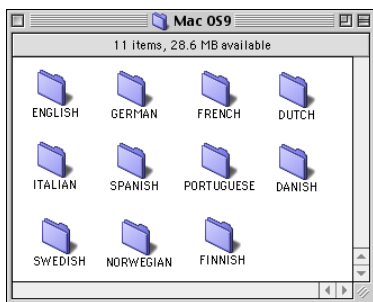 Mac OS9
11 items, 28.6 MB available
ENGLISH GERMAN FRENCH DUTCH
ITALIAN SPANISH PORTUGUESE DANISH
SWEDISH NORWEGIAN FINNISH